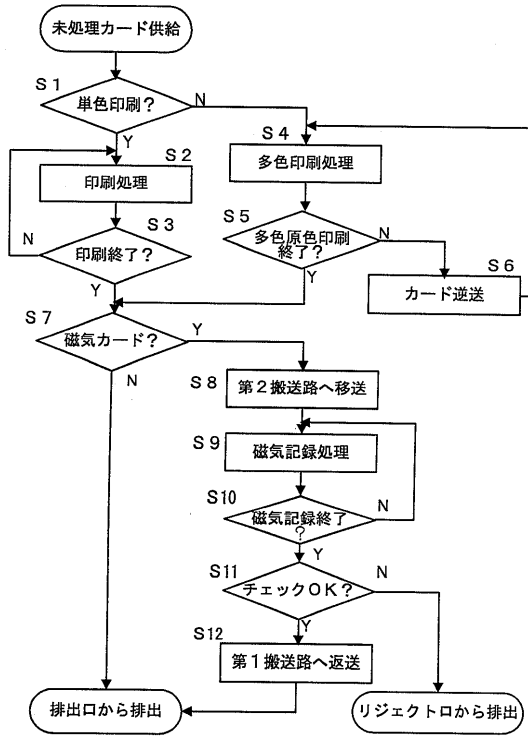 未処理カード供給
S1
単色印刷?
N
Y
S2
印刷処理
S3
印刷終了?
N
Y
S4
多色印刷処理
S5
多色原色印刷
終了?
N
Y
S6
カード逆送
S7
磁気カード?
Y
N
S8
第2搬送路へ移送
S9
磁気記録処理
S10
磁気記録終了
?
N
Y
S11
チェックOK?
N
Y
S12
第1搬送路へ返送
排出口から排出
リジェクト口から排出